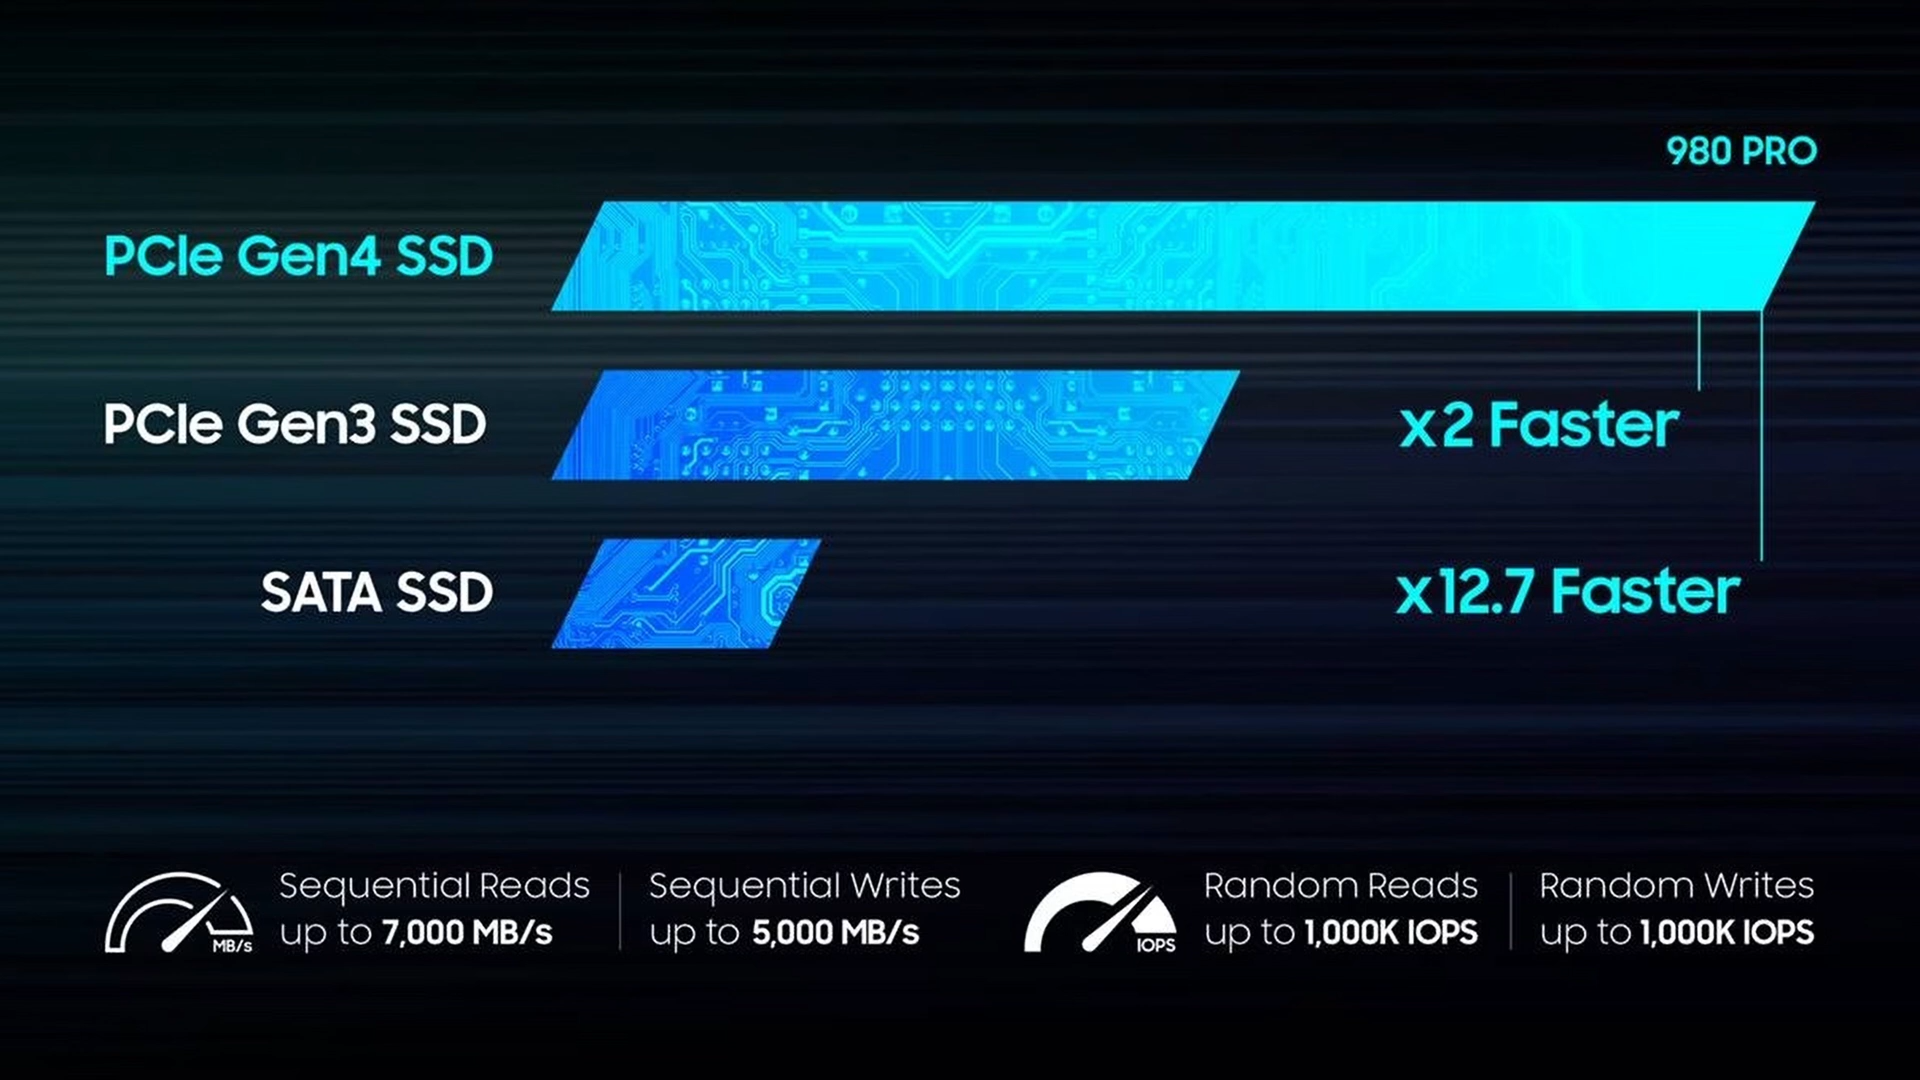 980 PRO
PCIe Gen4 SSD
PCIe Gen3 SSD
x2 Faster
SATA SSD
x12.7 Faster
MB/s
Sequential Reads
up to 7,000 MB/s
Sequential Writes
up to 5,000 MB/s
IOPS
Random Reads
up to 1,000K IOPS
Random Writes
up to 1,000K IOPS